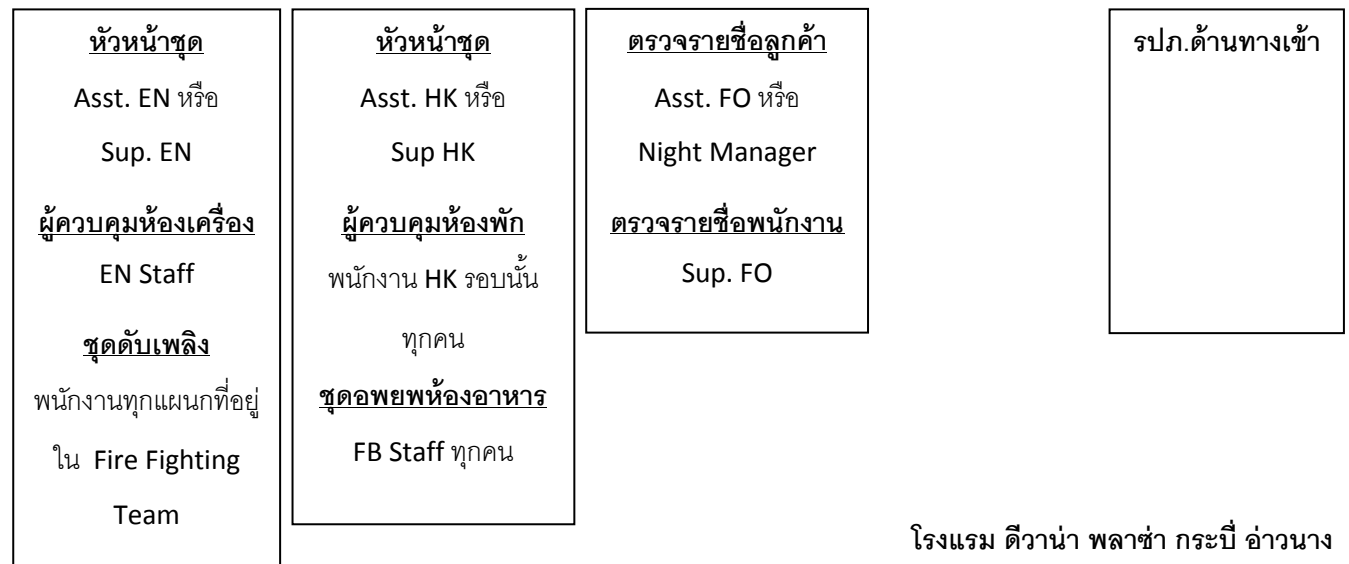 หัวหน้าชุด
Asst. EN หรือ
Sup. EN
ผู้ควบคุมห้องเครื่อง
EN Staff
ชุดดับเพลิง
พนักงานทุกแผนกที่อยู่
ใน Fire Fighting
Team
หัวหน้าชุด
Asst. HK หรือ
Sup HK
ผู้ควบคุมห้องพัก
พนักงาน HK รอบนั้น
ทุกคน
ชุดอพยพห้องอาหาร
FB Staff ทุกคน
ตรวจรายชื่อลูกค้า
Asst. FO หรือ
Night Manager
ตรวจรายชื่อพนักงาน
Sup. FO
รปภ.ด้านทางเข้า
โรงแรม ดีวาน่า พลาซ่า กระบี่ อ่าวนาง